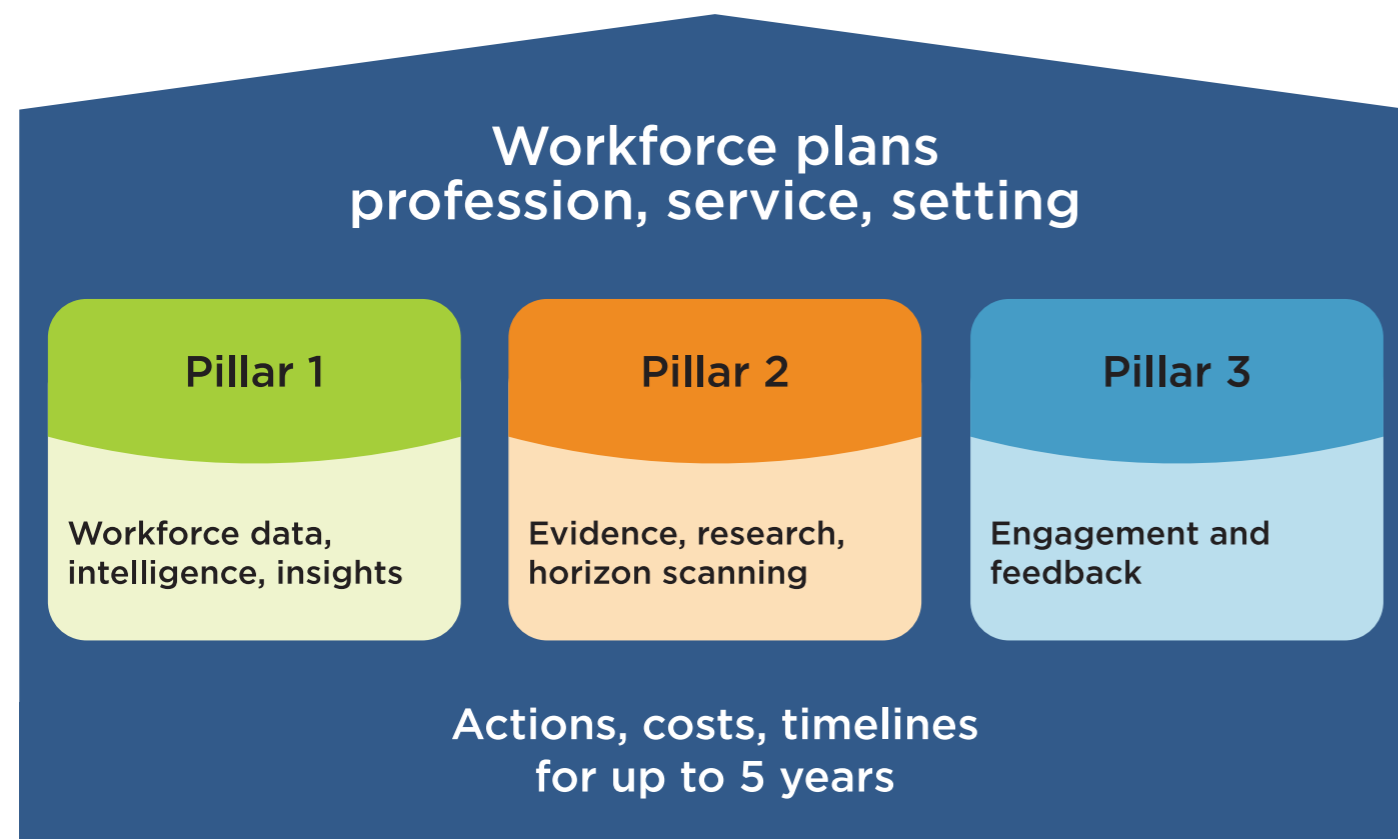 Workforce plans
profession, service, setting
Pillar 1
Workforce data,
intelligence, insights
Pillar 2
Evidence, research,
horizon scanning
Pillar 3
Engagement and
feedback
Actions, costs, timelines
for up to 5 years